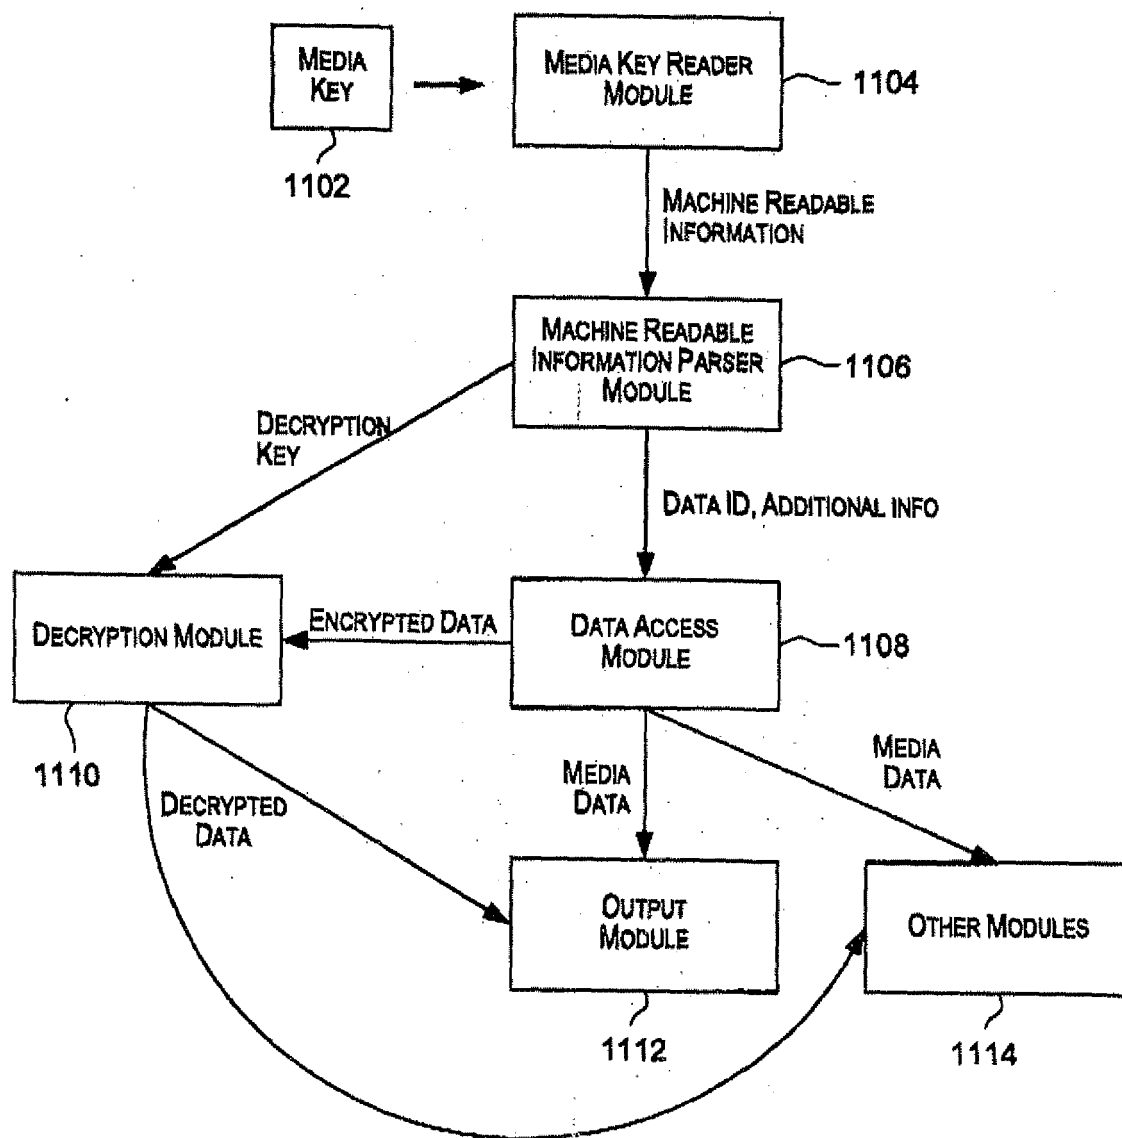 MEDIA
KEY
1102
MEDIA KEY READER
MODULE
1104
MACHINE READABLE
INFORMATION
MACHINE READABLE
INFORMATION PARSER
MODULE
1106
DECRYPTION
KEY
DATA ID, ADDITIONAL INFO
DECRYPTION MODULE
1110
ENCRYPTED DATA
DATA ACCESS
MODULE
1108
DECRYPTED
DATA
MEDIA
DATA
MEDIA
DATA
OUTPUT
MODULE
1112
OTHER MODULES
1114